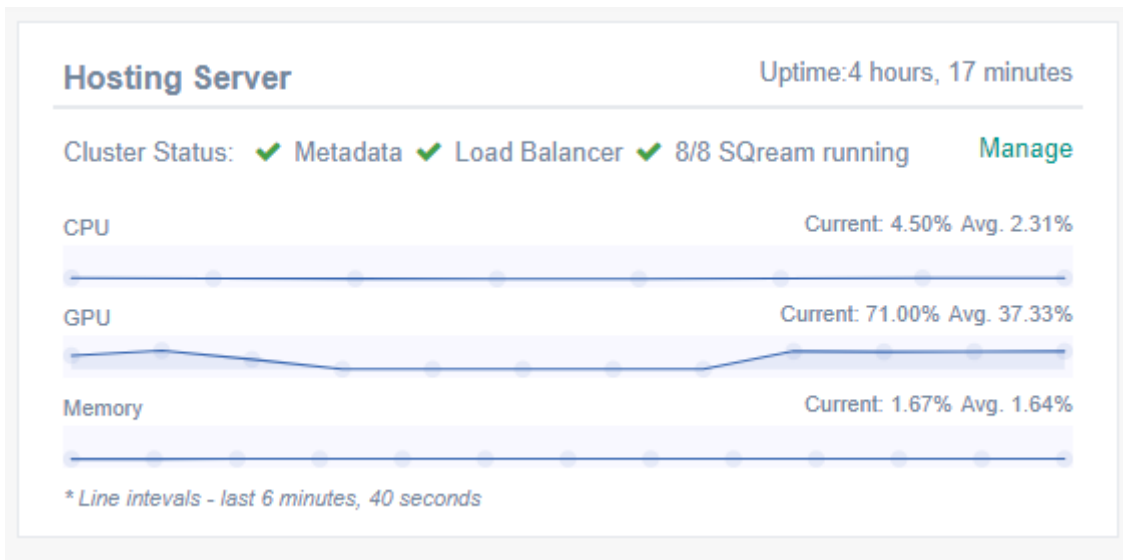 Hosting Server
Uptime:4 hours, 17 minutes
Cluster Status: Metadata Load Balancer 8/8 SQream running
Manage
CPU
Current: 4.50% Avg. 2.31%
GPU
Current: 71.00% Avg. 37.33%
Memory
Current: 1.67% Avg. 1.64%
* Line intevals - last 6 minutes, 40 seconds